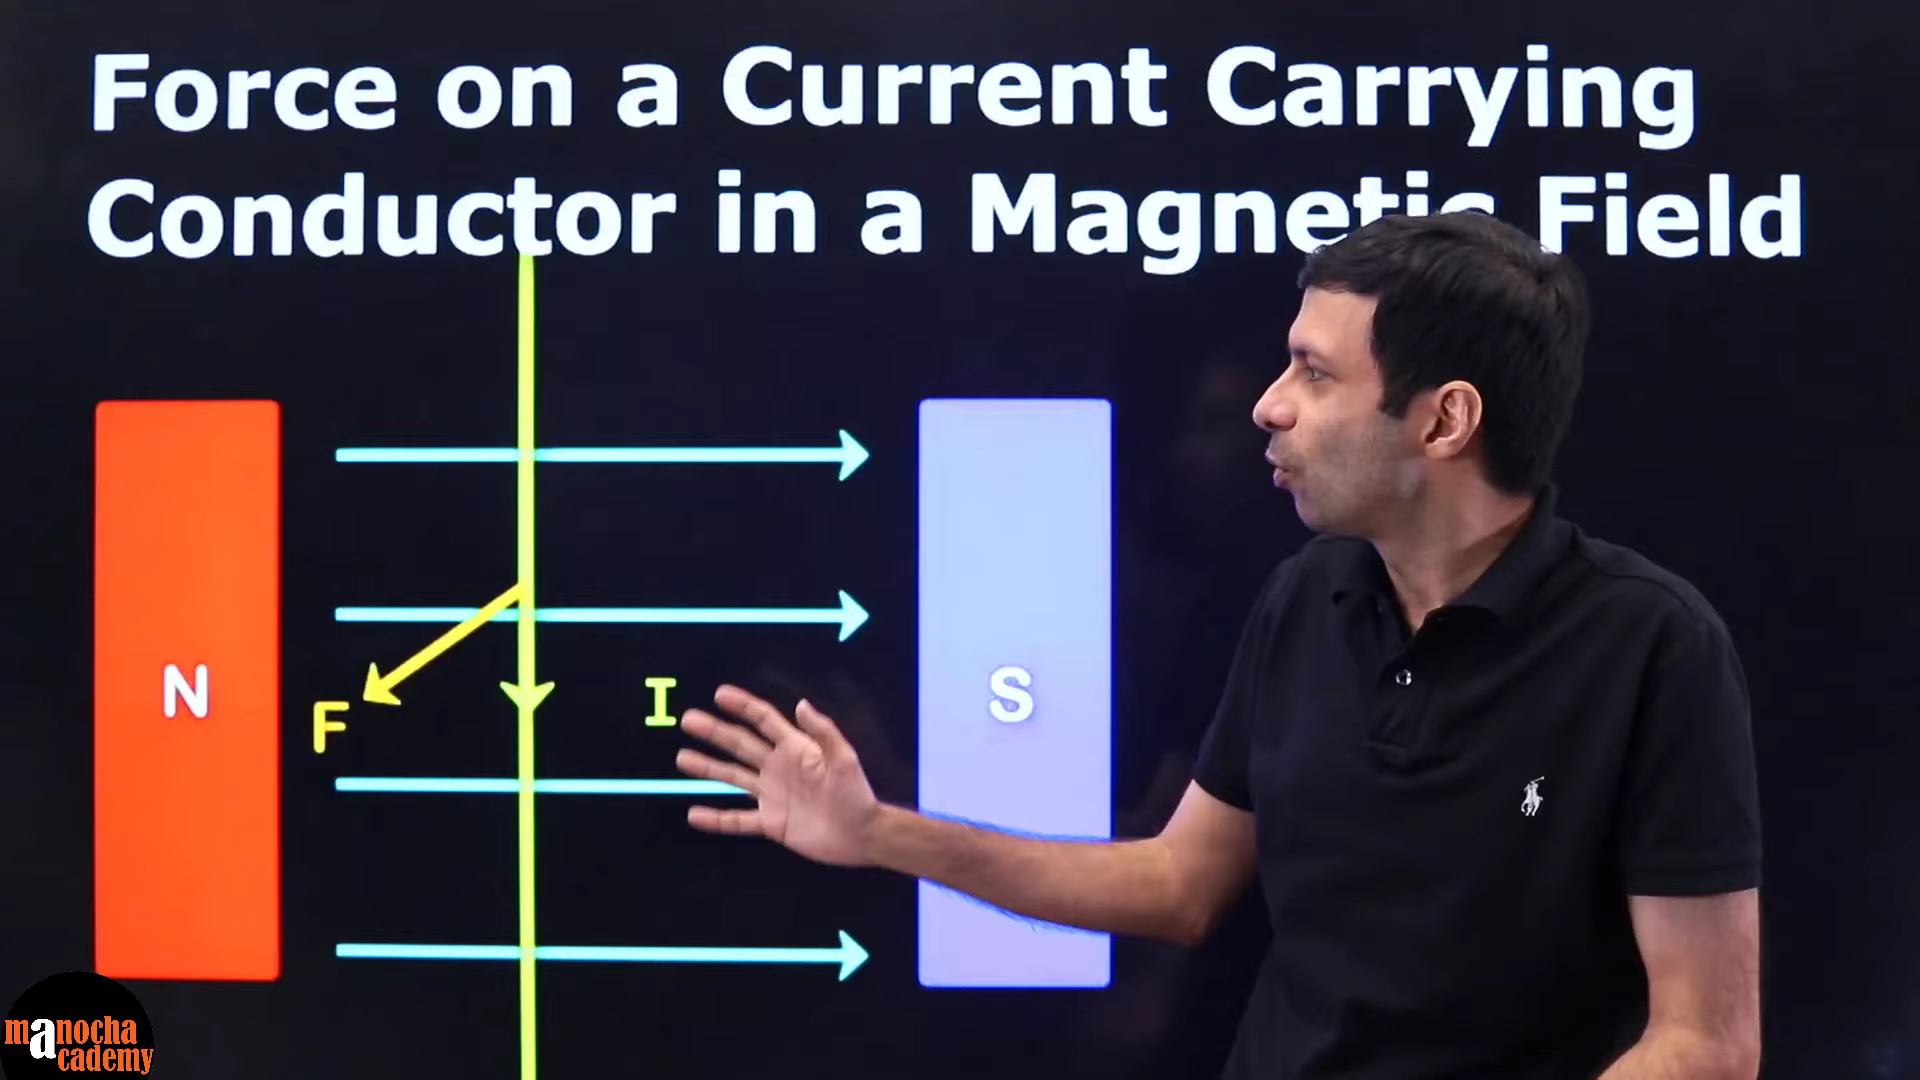 Force on a Current Carrying
Conductor in a Magnetic Field
N
F
I
S
manocha
academy